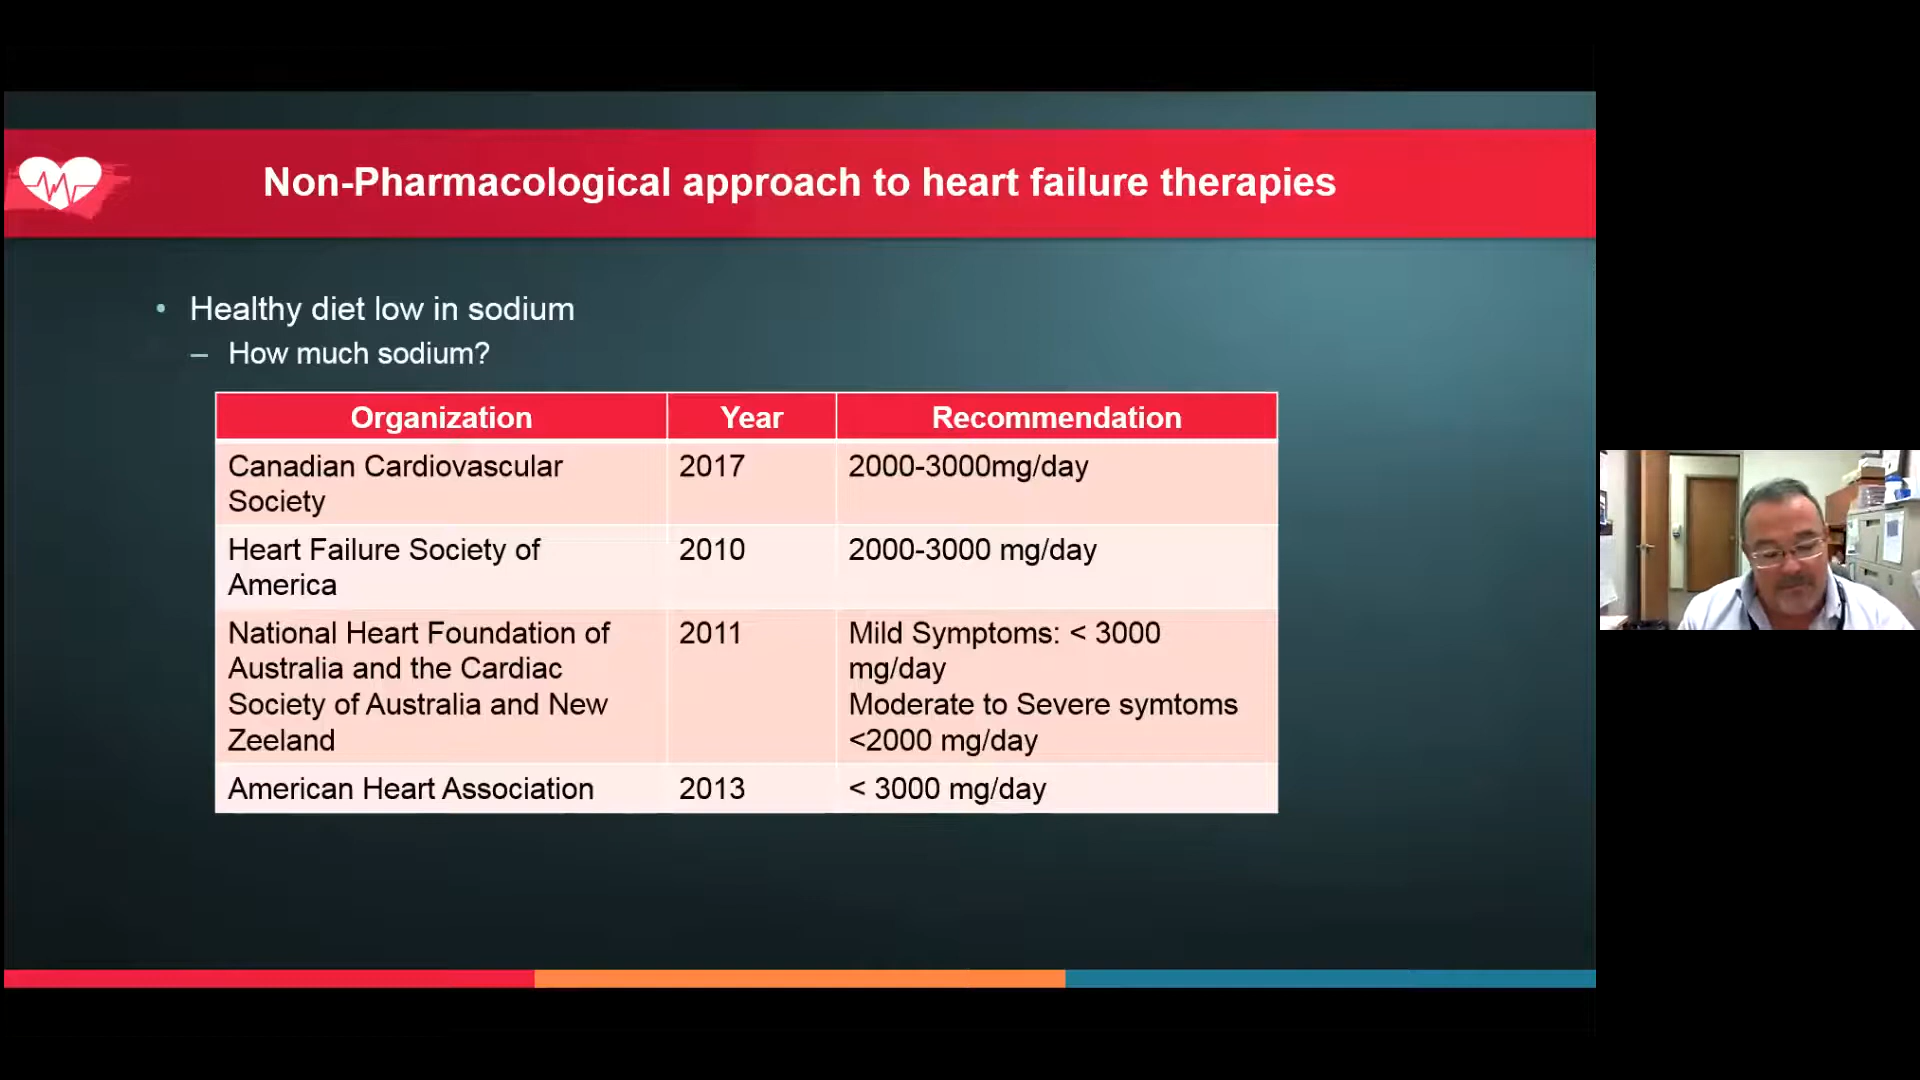 Non-Pharmacological approach to heart failure therapies
• Healthy diet low in sodium
– How much sodium?
Organization Year Recommendation
Canadian Cardiovascular 2017 2000-3000mg/day
Society
Heart Failure Society of 2010 2000-3000 mg/day
America
National Heart Foundation of 2011 Mild Symptoms: < 3000
Australia and the Cardiac mg/day
Society of Australia and New Moderate to Severe symtoms
Zeeland <2000 mg/day
American Heart Association 2013 < 3000 mg/day